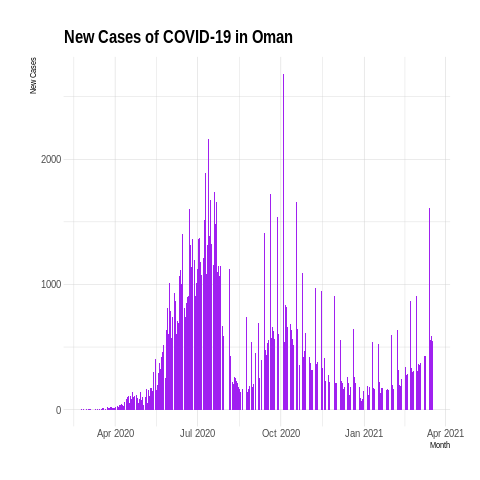 New Cases of COVID-19 in Oman
New Cases
2000
1000
0
Apr 2020
Jul 2020
Oct 2020
Jan 2021
Apr 2021
Month